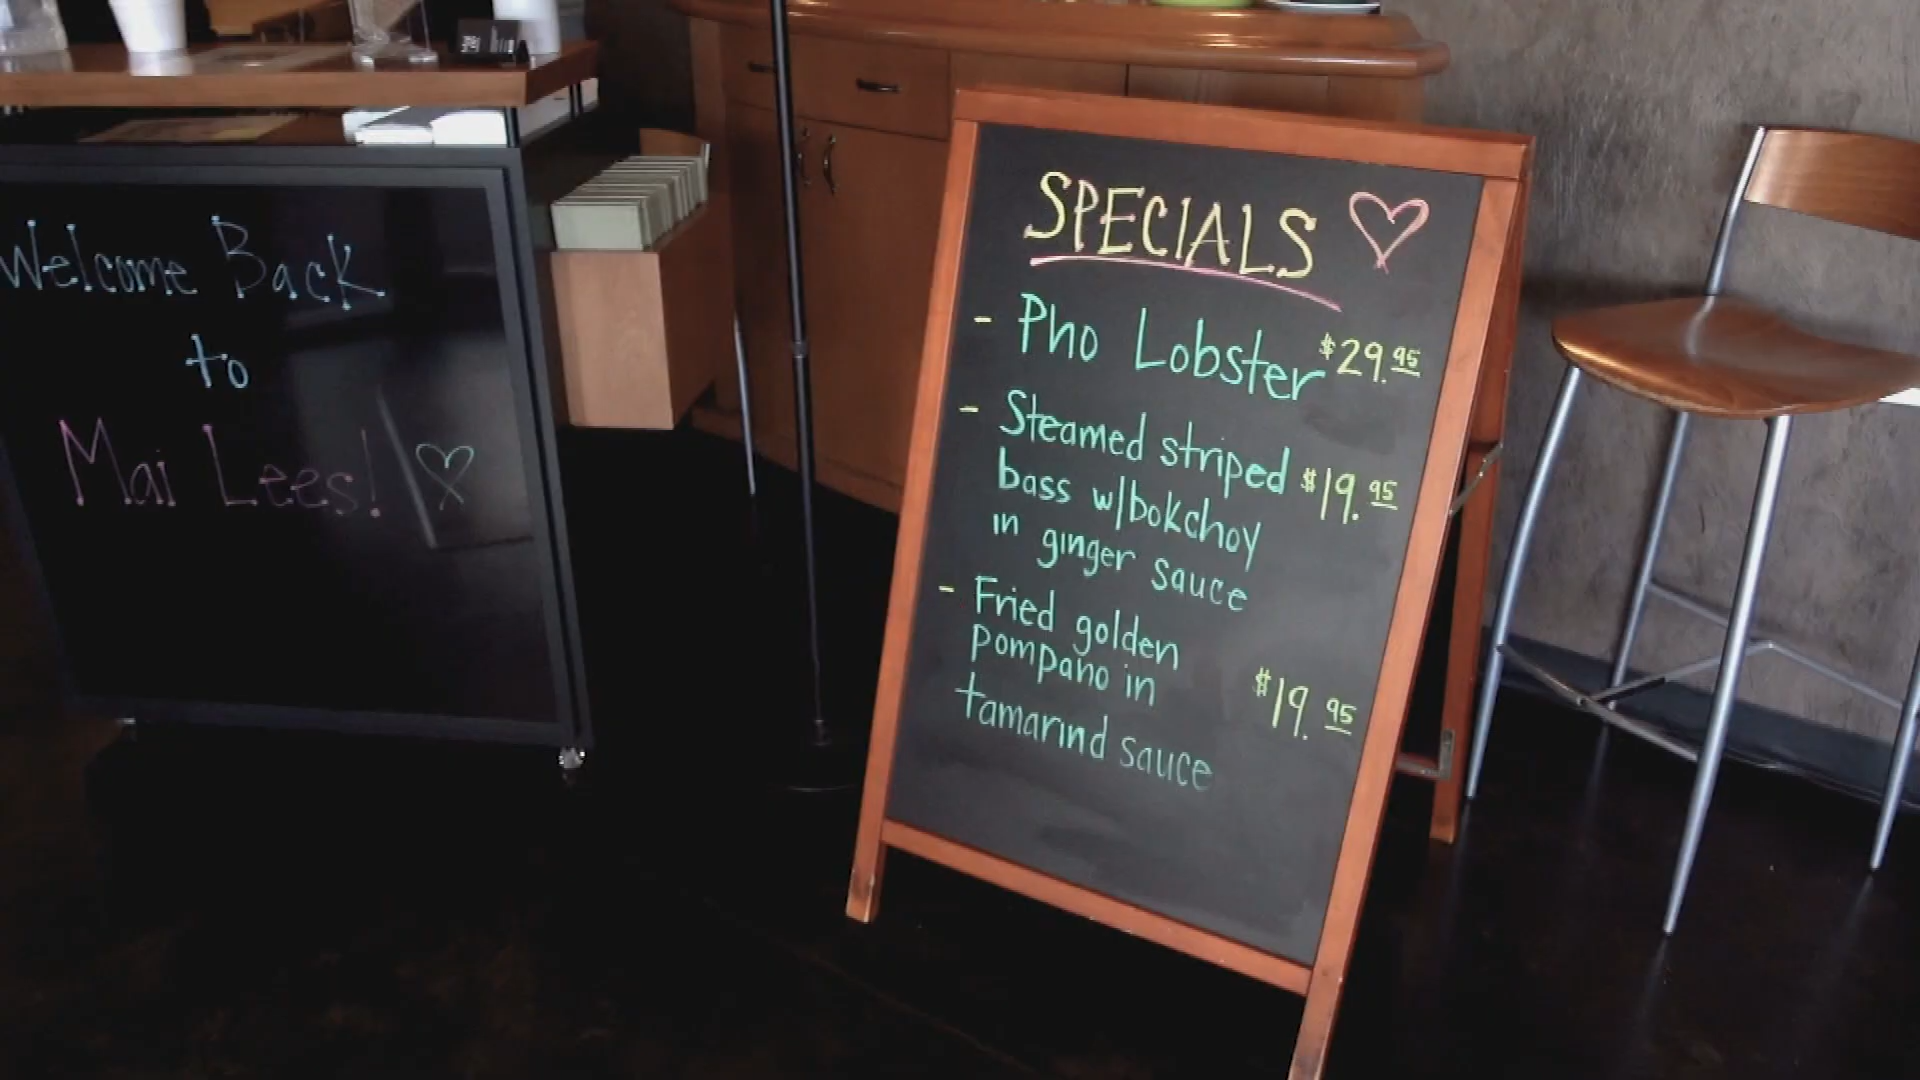 Welcome Back
to
Mai Lees!
SPECIALS
- Pho Lobster $29.95
- Steamed striped $19.95
bass w/bokchoy
in ginger sauce
- Fried golden
pompano in $19.95
tamarind sauce